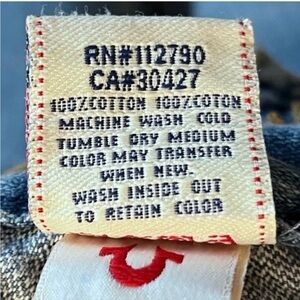 RN#112790
CA#30427
100%COTTON 100%COTON
MACHINE WASH COLD
TUMBLE DRY MEDIUM
COLOR MAY TRANSFER
WHEN NEW.
WASH INSIDE OUT
TO RETAIN COLOR